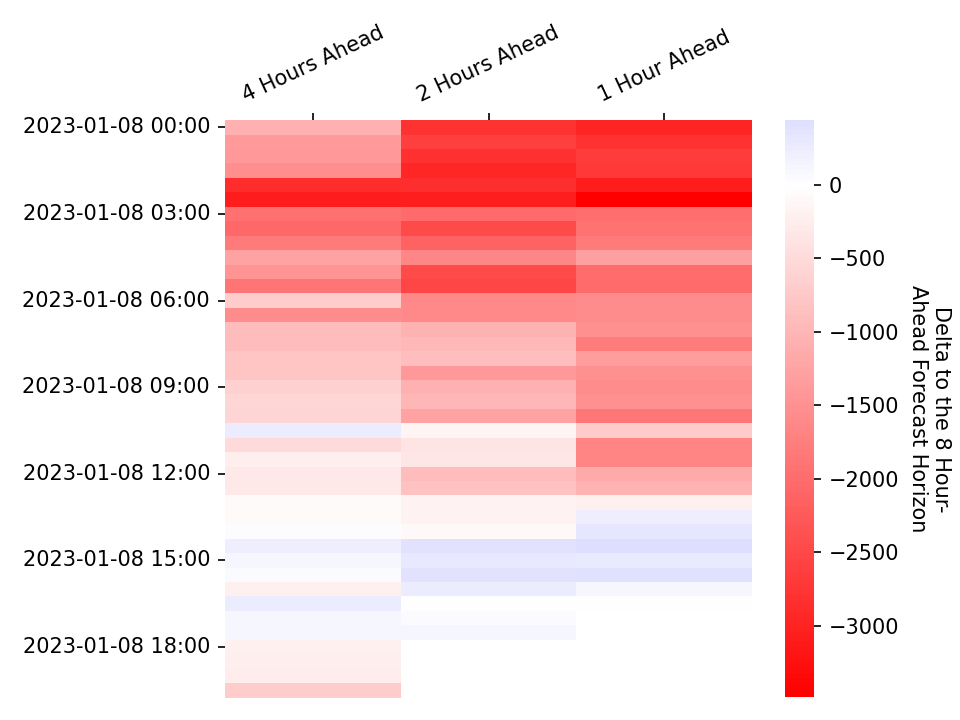 4 Hours Ahead
2 Hours Ahead
1 Hour Ahead
2023-01-08 00:00
2023-01-08 03:00
2023-01-08 06:00
2023-01-08 09:00
2023-01-08 12:00
2023-01-08 15:00
2023-01-08 18:00
0
−500
−1000
−1500
−2000
−2500
−3000
Delta to the 8 Hour-
Ahead Forecast Horizon